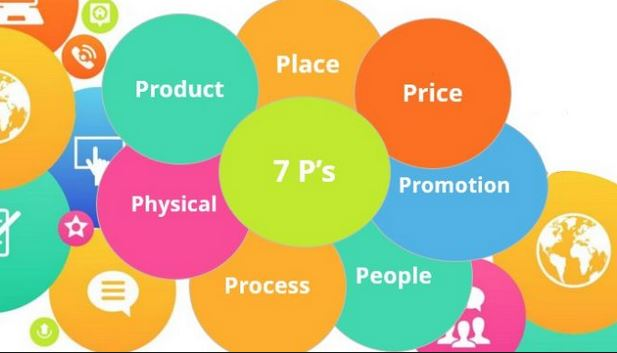 Place
Product
Price
7 P's
Promotion
Physical
People
Process